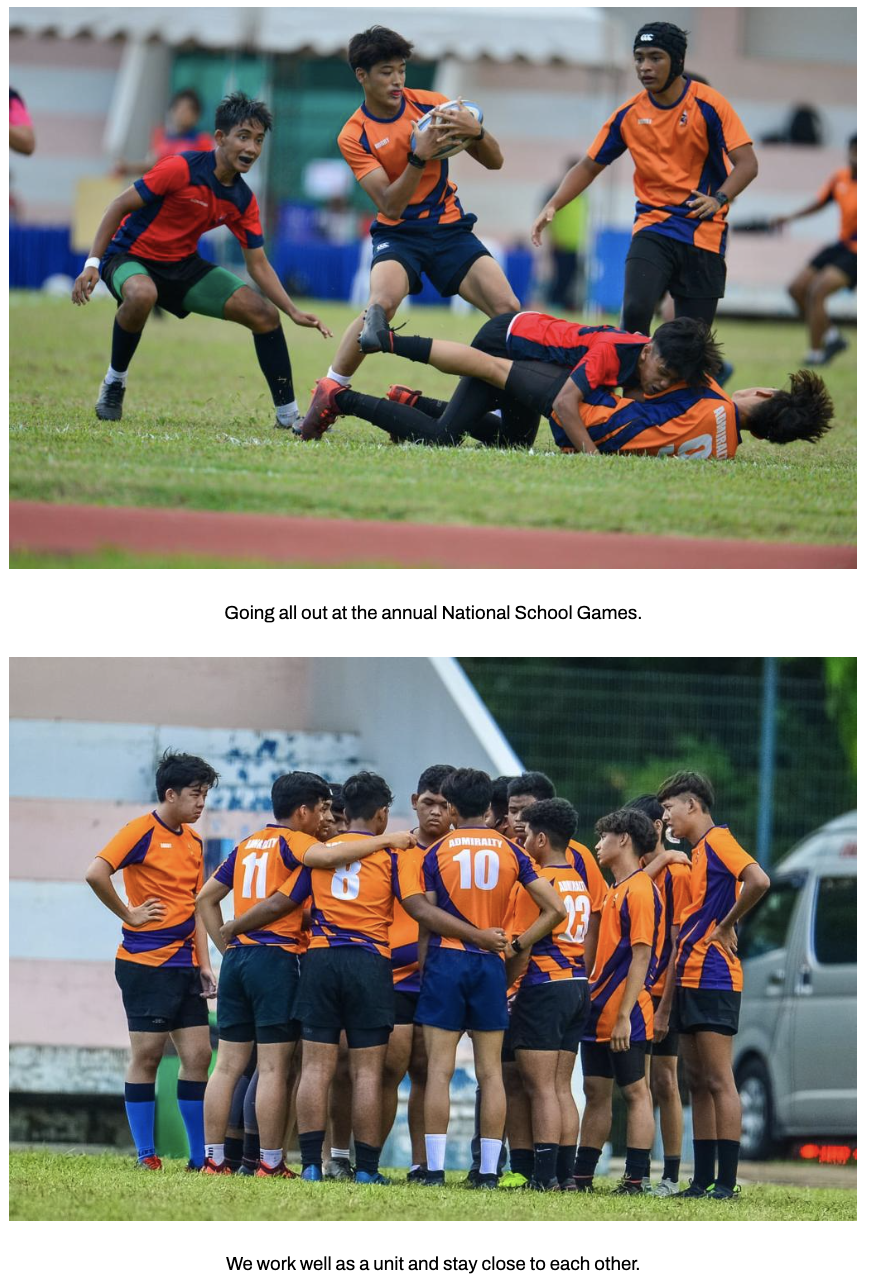 ADMIRALTY
Going all out at the annual National School Games.
ADMIRALTY
11
8
ADMIRALTY
10
23
We work well as a unit and stay close to each other.